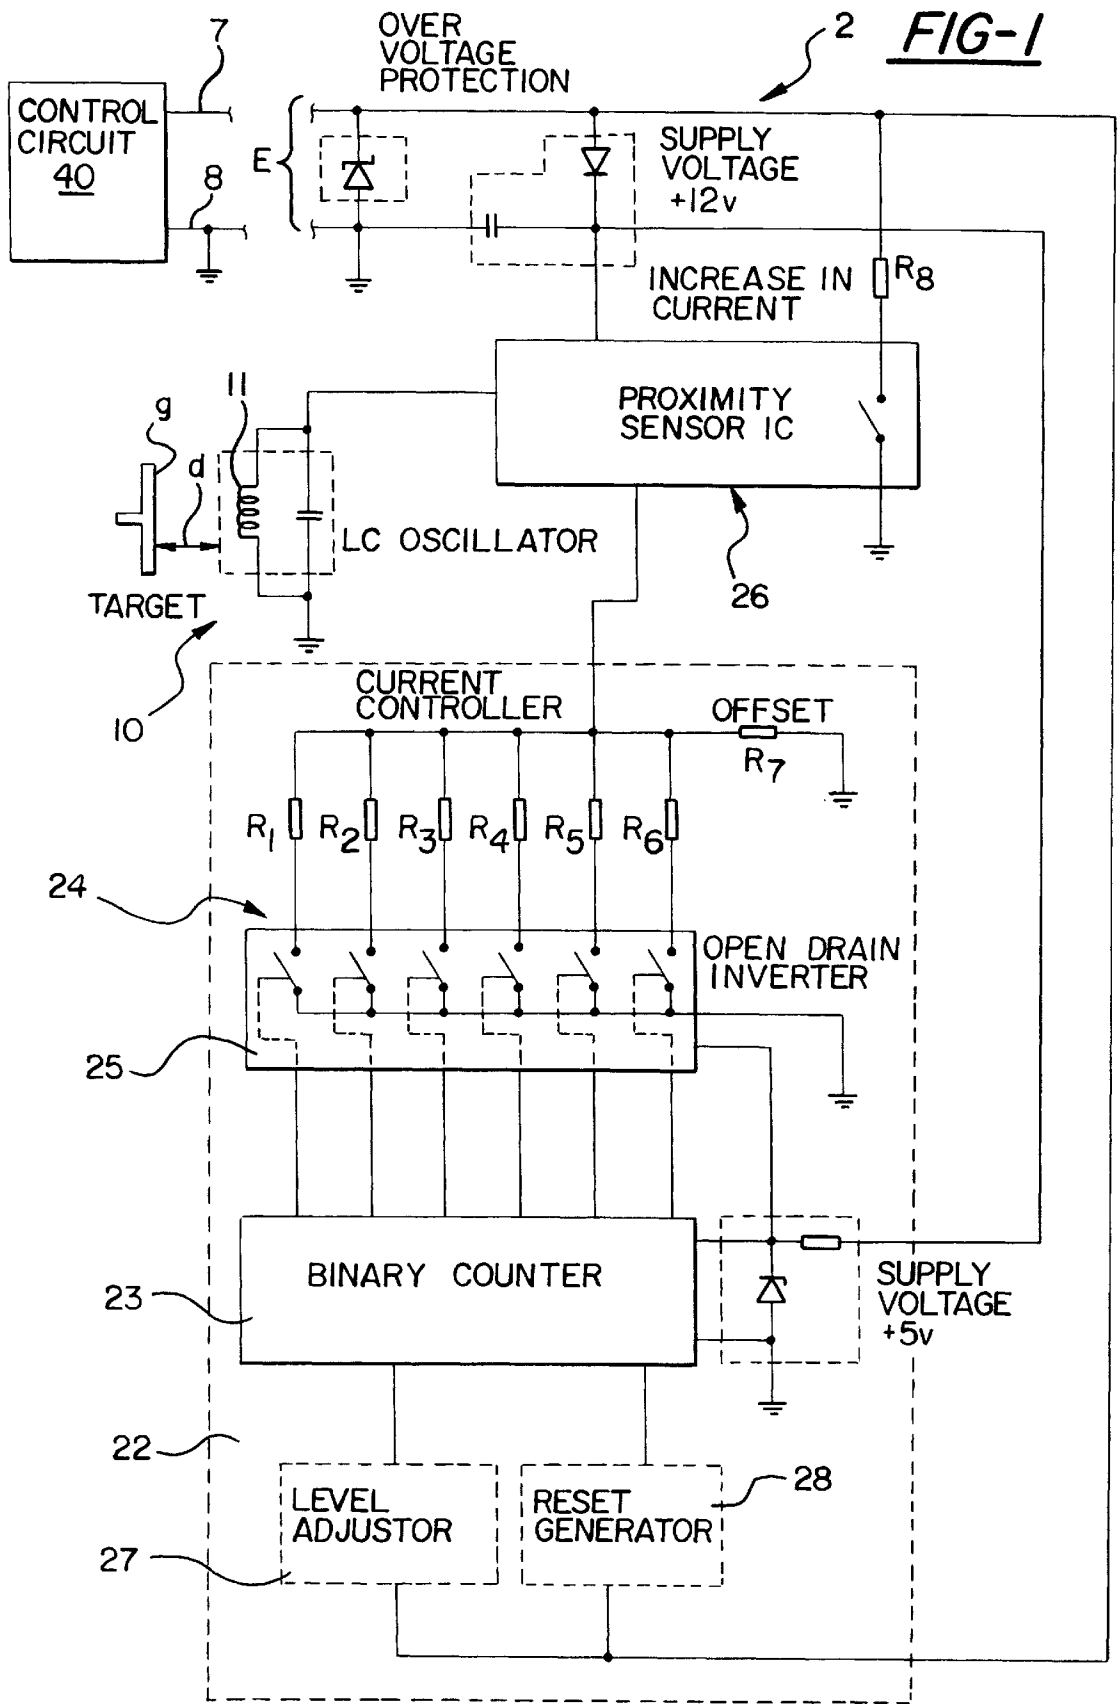 FIG-1
2
7
OVER
VOLTAGE
PROTECTION
CONTROL
CIRCUIT
40
8
E
SUPPLY
VOLTAGE
+12v
INCREASE IN
CURRENT
R8
PROXIMITY
SENSOR IC
26
11
g
d
LC OSCILLATOR
TARGET
10
CURRENT
CONTROLLER
OFFSET
R7
R1
R2
R3
R4
R5
R6
24
OPEN DRAIN
INVERTER
25
BINARY COUNTER
23
SUPPLY
VOLTAGE
+5v
22
LEVEL
ADJUSTOR
27
RESET
GENERATOR
28